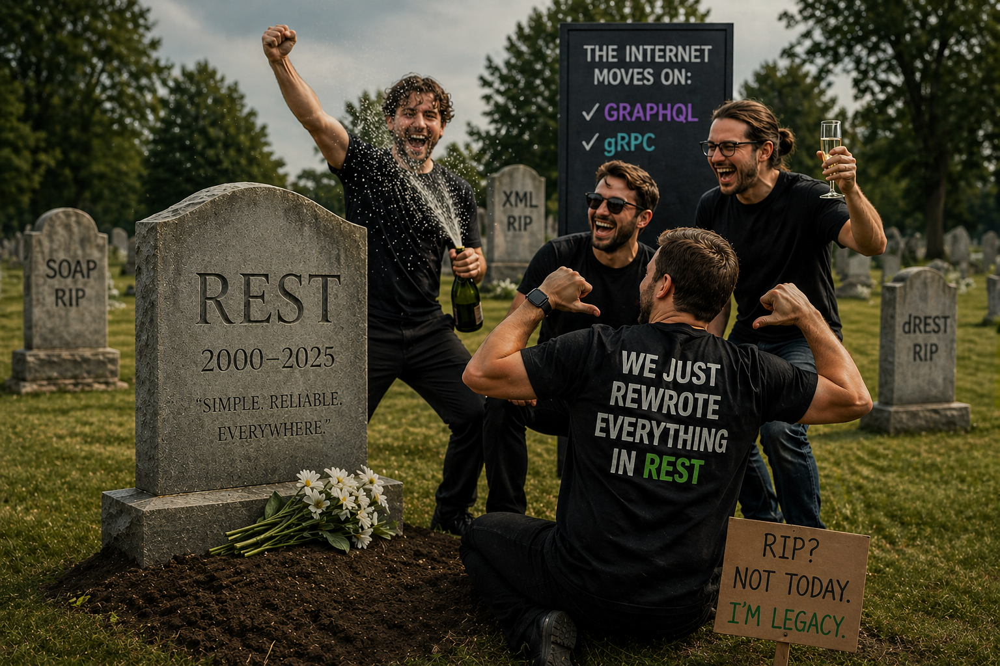 SOAP
RIP
REST
2000–2025
“SIMPLE. RELIABLE.
EVERYWHERE.”
XML
RIP
THE INTERNET
MOVES ON:
✓ GRAPHQL
✓ gRPC
WE JUST
REWROTE
EVERYTHING
IN REST
dREST
RIP
RIP?
NOT TODAY.
I'M LEGACY.